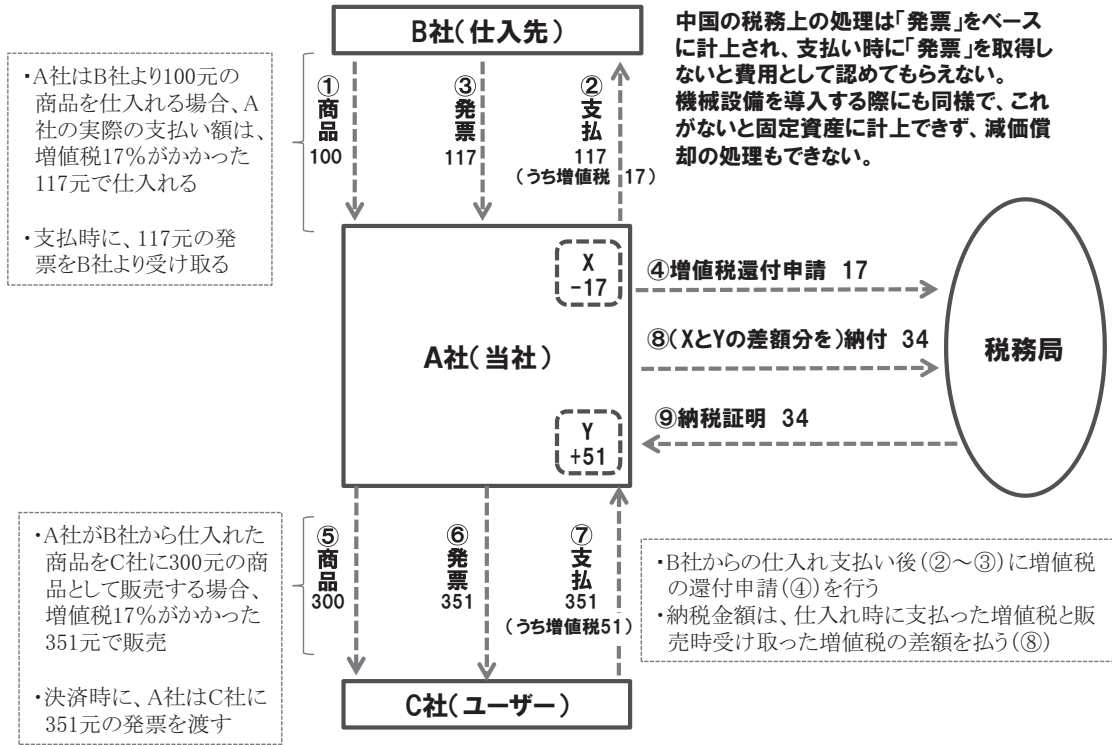 B社(仕入先)
中国の税務上の処理は「発票」をベース
に計上され、支払い時に「発票」を取得し
ないと費用として認めてもらえない。
機械設備を導入する際にも同様で、これ
がないと固定資産に計上できず、減価償
却の処理もできない。
・A社はB社より100元の
商品を仕入れる場合、A
社の実際の支払い額は、
増値税17%がかかった
117元で仕入れる
・支払時に、117元の発
票をB社より受け取る
①商品
100
③発票
117
②支払
117
(うち増値税 17)
X
-17
④増値税還付申請 17
⑧(XとYの差額分を)納付 34
A社(当社)
税務局
⑨納税証明 34
Y
+51
・A社がB社から仕入れた
商品をC社に300元の商
品として販売する場合、
増値税17%がかかった
351元で販売
・決済時に、A社はC社に
351元の発票を渡す
⑤商品
300
⑥発票
351
⑦支払
351
(うち増値税51)
・B社からの仕入れ支払い後(②~③)に増値税
の還付申請(④)を行う
・納税金額は、仕入れ時に支払った増値税と販
売時受け取った増値税の差額を払う(⑧)
C社(ユーザー)